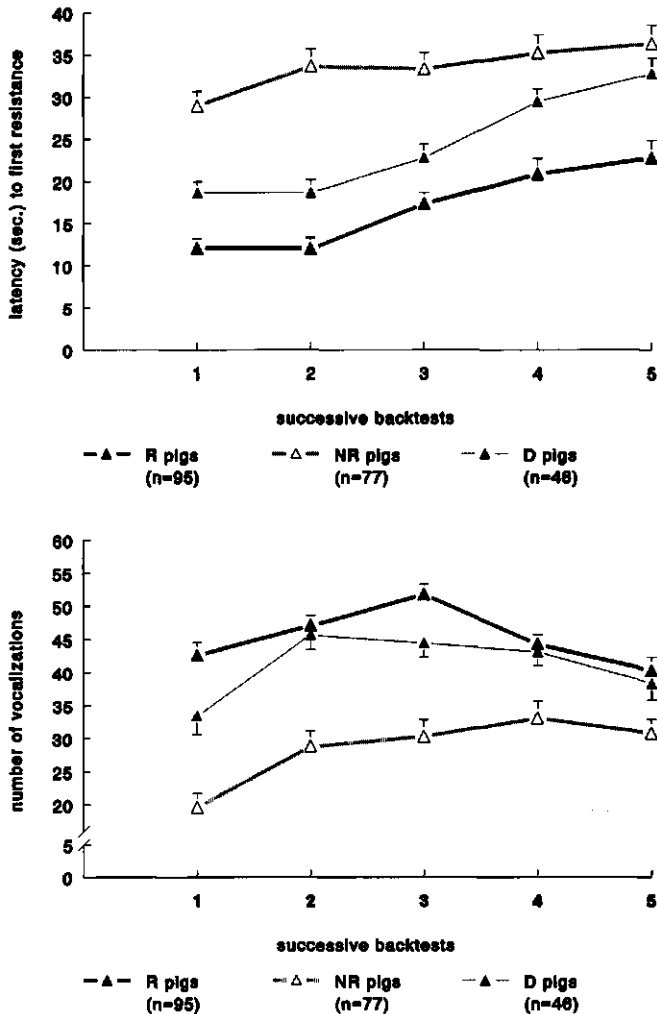 latency (sec.) to first resistance
40
35
30
25
20
15
10
5
0
1 2 3 4 5
successive backtests
R pigs (n=95)
NR pigs (n=77)
D pigs (n=46)
number of vocalizations
60
55
50
45
40
35
30
25
20
5
0
1 2 3 4 5
successive backtests
R pigs (n=95)
NR pigs (n=77)
D pigs (n=46)